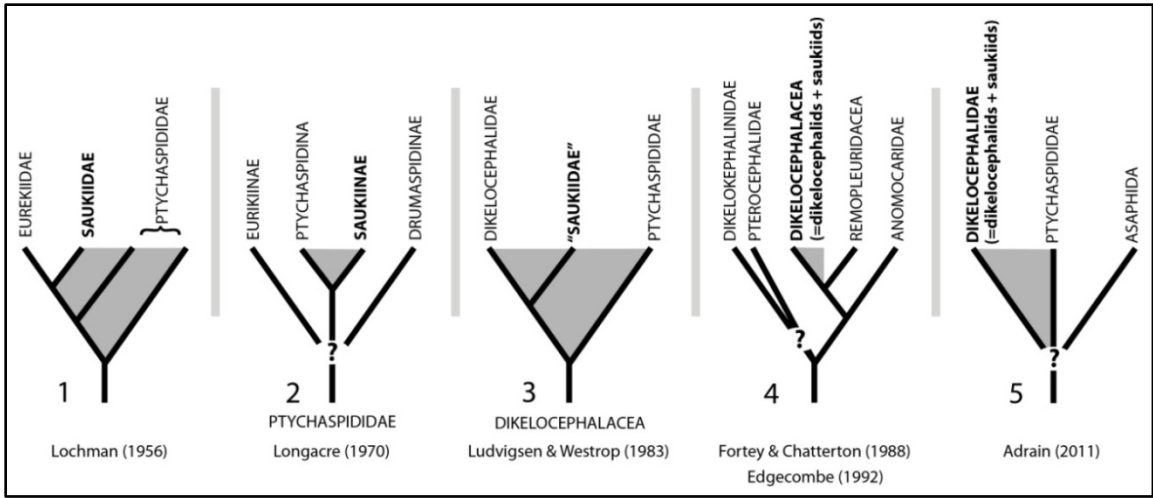 EUREKIIDAE
SAUKIIDAE
PTYCHASPIDIDAE
1
Lochman (1956)
EURIKIINAE
PTYCHASPIDINA
SAUKIINAE
DRUMASPIDINAE
?
2
PTYCHASPIDIDAE
Longacre (1970)
DIKELOCEPHALIDAE
“SAUKIIDAE”
PTYCHASPIDIDAE
3
DIKELOCEPHALACEA
Ludvigsen & Westrop (1983)
DIKELOKEPHALINIDAE
PTEROCEPHALIDAE
DIKELOCEPHALACEA
(=dikelocephalids + saukiids)
REMOPLEURIDACEA
ANOMOCARIDAE
?
4
Fortey & Chatterton (1988)
Edgecombe (1992)
DIKELOCEPHALIDAE
(=dikelocephalids + saukiids)
PTYCHASPIDIDAE
ASAPHIDA
?
5
Adrain (2011)